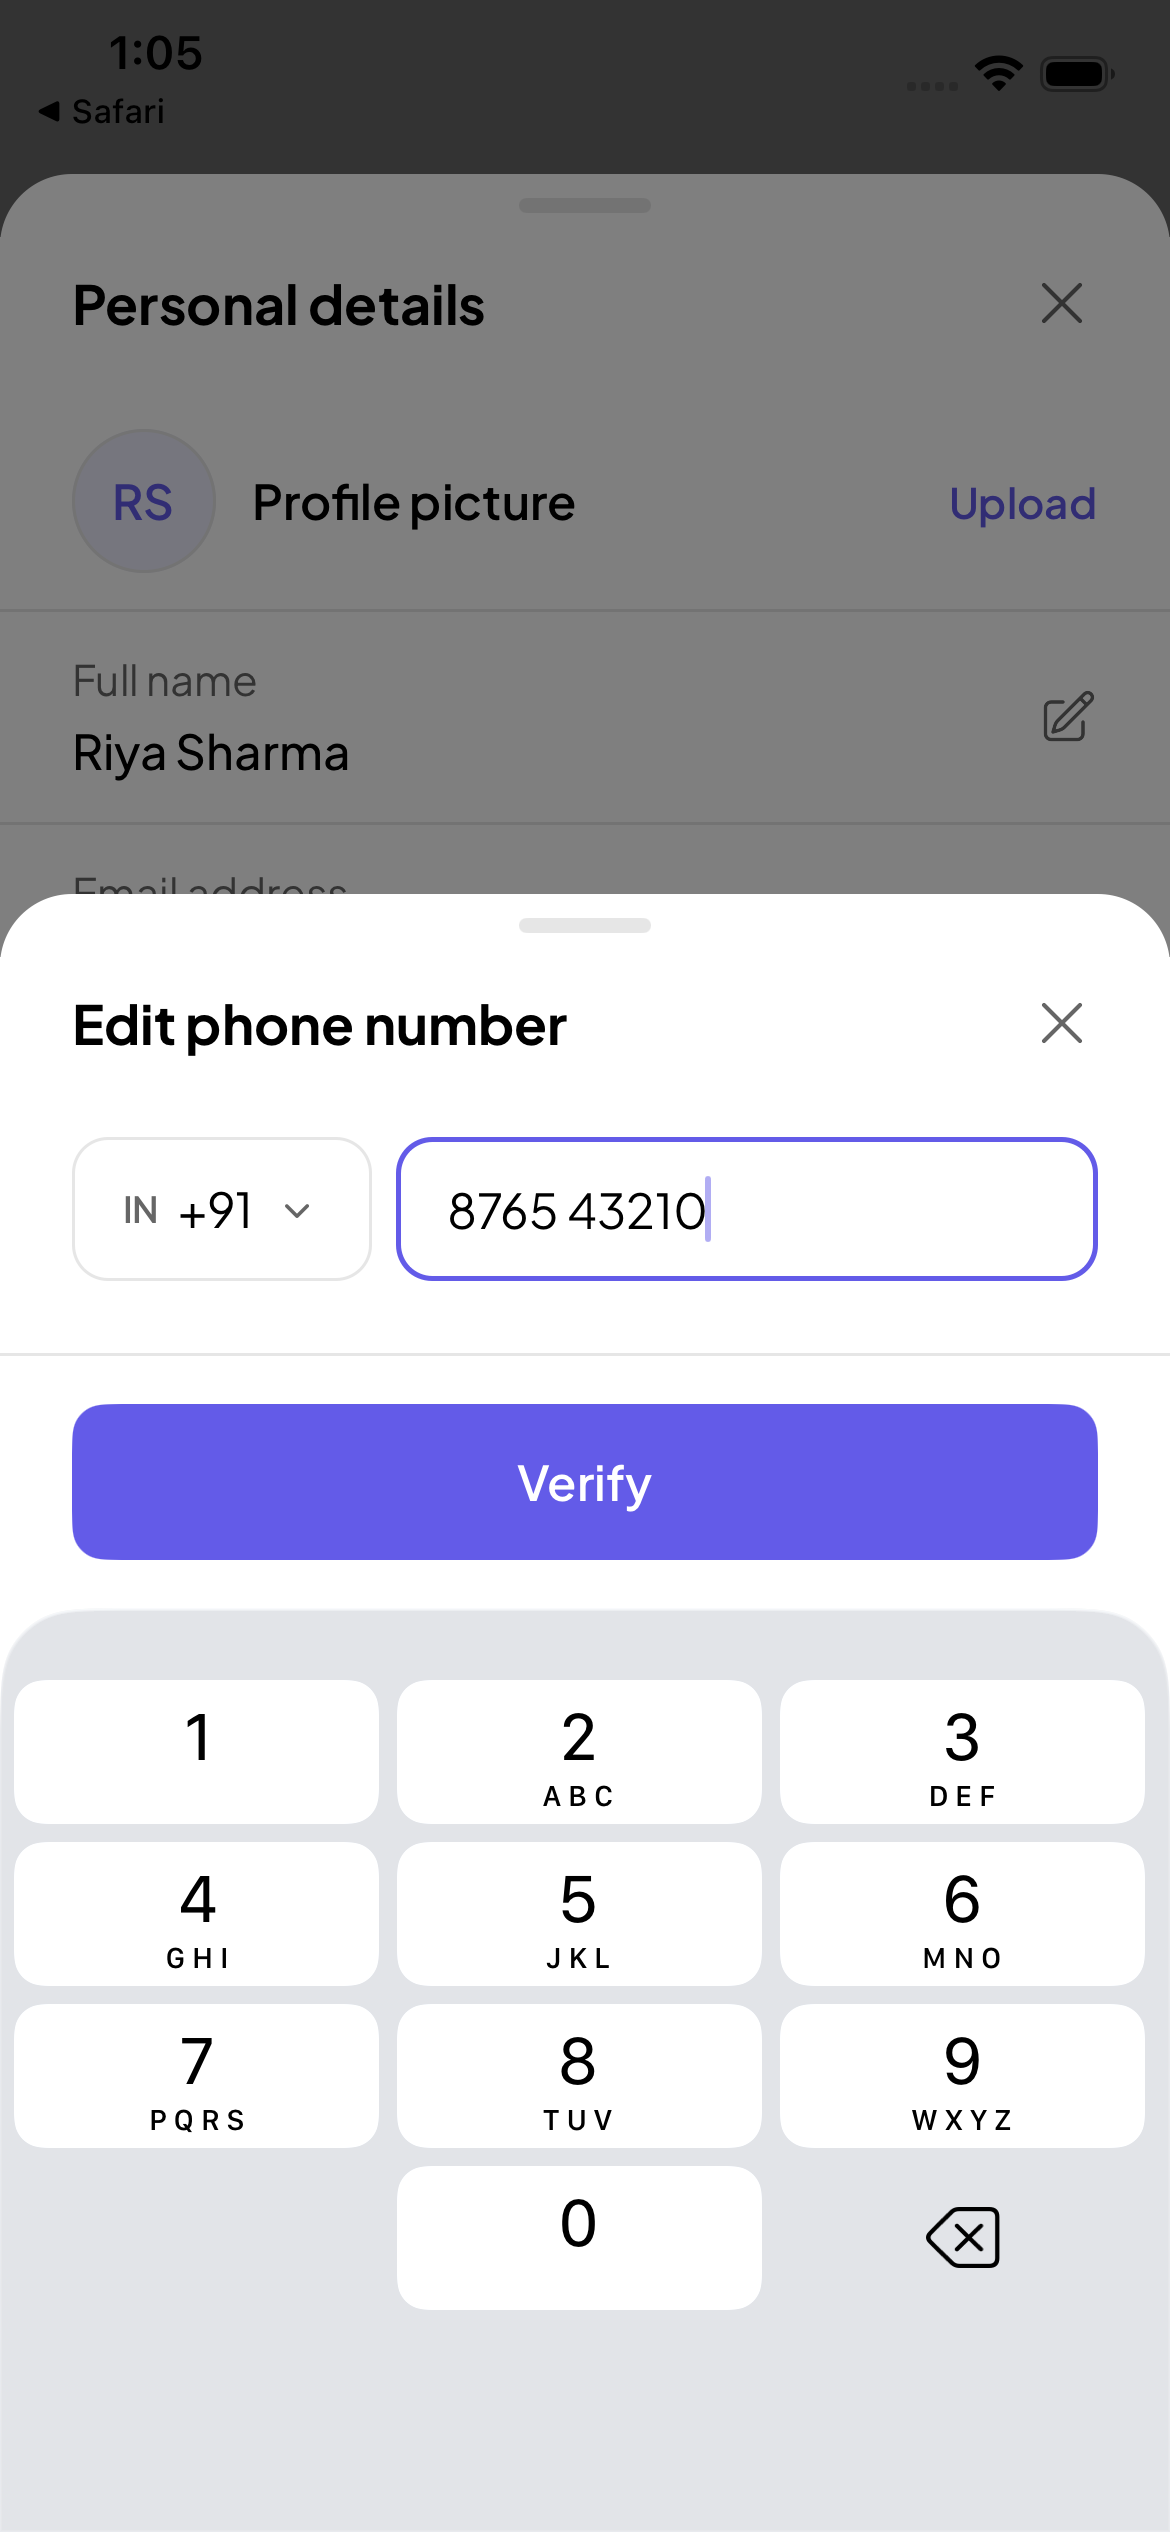 1:05
Safari
Personal details
RS Profile picture Upload
Full name
Riya Sharma
Email address
Edit phone number
IN +91 8765 43210
Verify
1 2 3
ABC DEF
4 5 6
GHI JKL MNO
7 8 9
PQRS TUV WXYZ
0